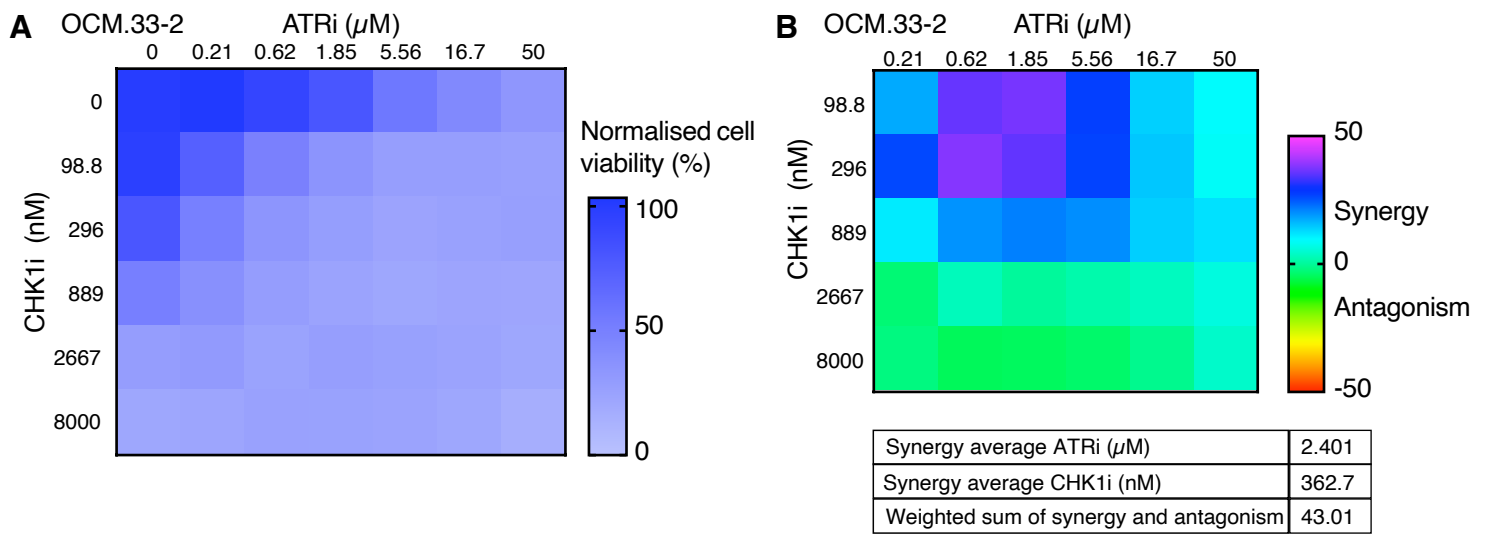 A OCM.33-2 ATRi (µM)
0 0.21 0.62 1.85 5.56 16.7 50
CHK1i (nM)
0
98.8
296
889
2667
8000
Normalised cell
viability (%)
100
50
0
B OCM.33-2 ATRi (µM)
0.21 0.62 1.85 5.56 16.7 50
CHK1i (nM)
98.8
296
889
2667
8000
50
Synergy
0
Antagonism
-50
Synergy average ATRi (µM) 2.401
Synergy average CHK1i (nM) 362.7
Weighted sum of synergy and antagonism 43.01